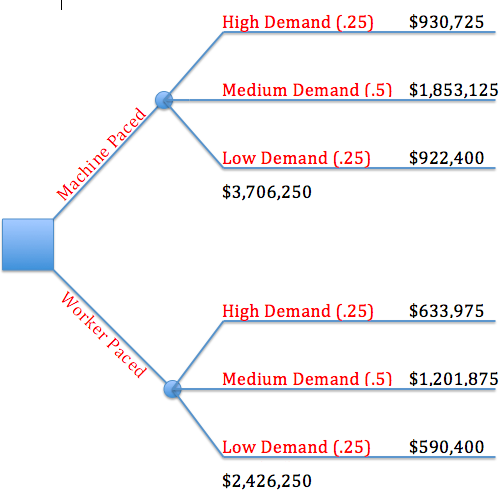 High Demand (.25) $930,725
Medium Demand (.5) $1,853,125
Machine Paced
Low Demand (.25) $922,400
$3,706,250
Worker Paced
High Demand (.25) $633,975
Medium Demand (.5) $1,201,875
Low Demand (.25) $590,400
$2,426,250